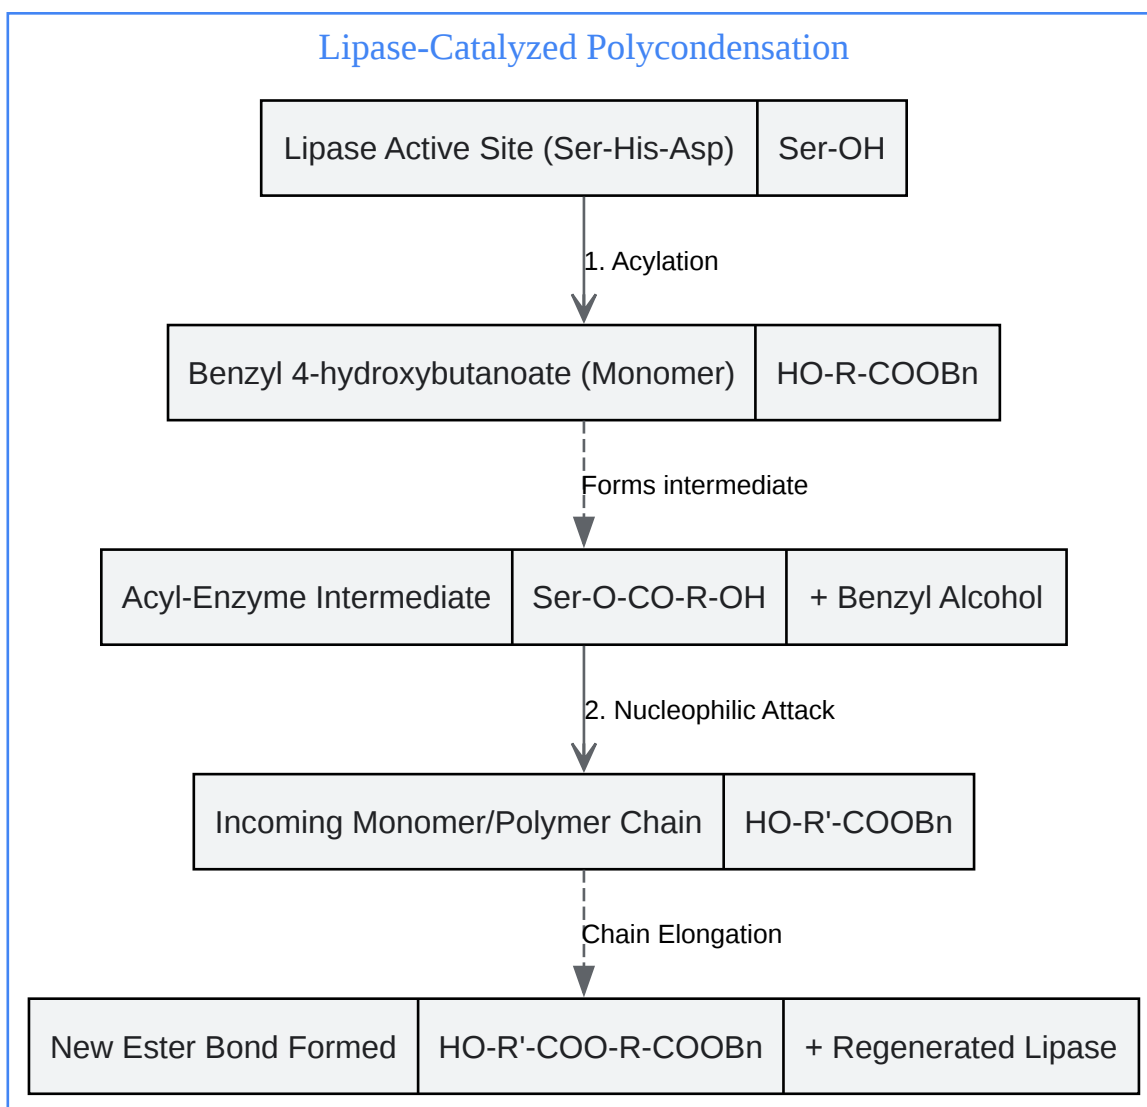 Lipase-Catalyzed Polycondensation
Lipase Active Site (Ser-His-Asp) Ser-OH
1. Acylation
Benzyl 4-hydroxybutanoate (Monomer) HO-R-COOBn
Forms intermediate
Acyl-Enzyme Intermediate Ser-O-CO-R-OH + Benzyl Alcohol
2. Nucleophilic Attack
Incoming Monomer/Polymer Chain HO-R'-COOBn
Chain Elongation
New Ester Bond Formed HO-R'-COO-R-COOBn + Regenerated Lipase